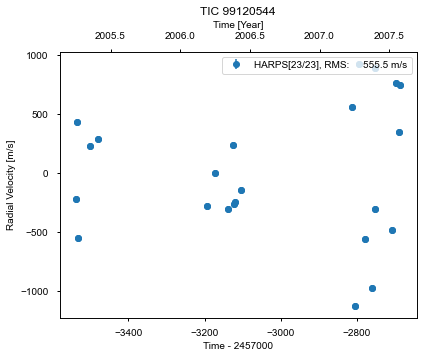 TIC 99120544
Time [Year]
2005.5 2006.0 2006.5 2007.0 2007.5
HARPS[23/23], RMS: 555.5 m/s
1000
500
0
−500
−1000
Radial Velocity [m/s]
−3400 −3200 −3000 −2800
Time - 2457000